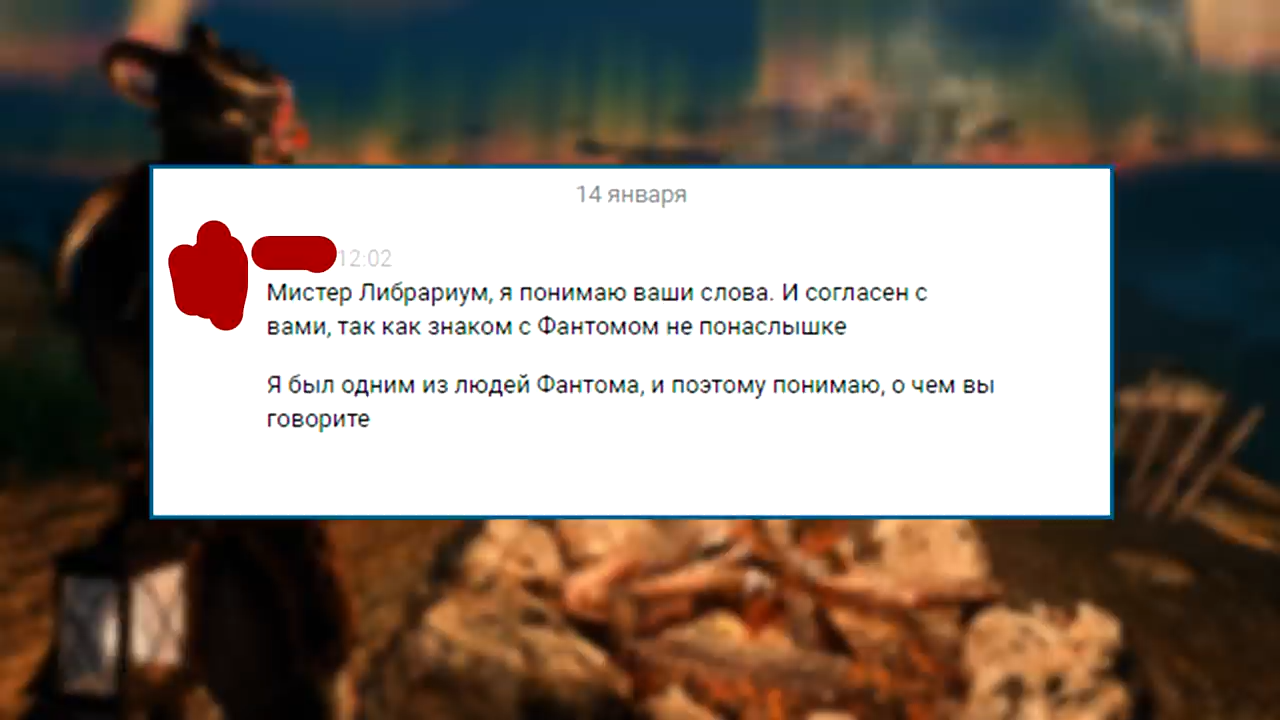 14 января
12:02
Мистер Либрариум, я понимаю ваши слова. И согласен с
вами, так как знаком с Фантомом не понаслышке
Я был одним из людей Фантома, и поэтому понимаю, о чем вы
говорите